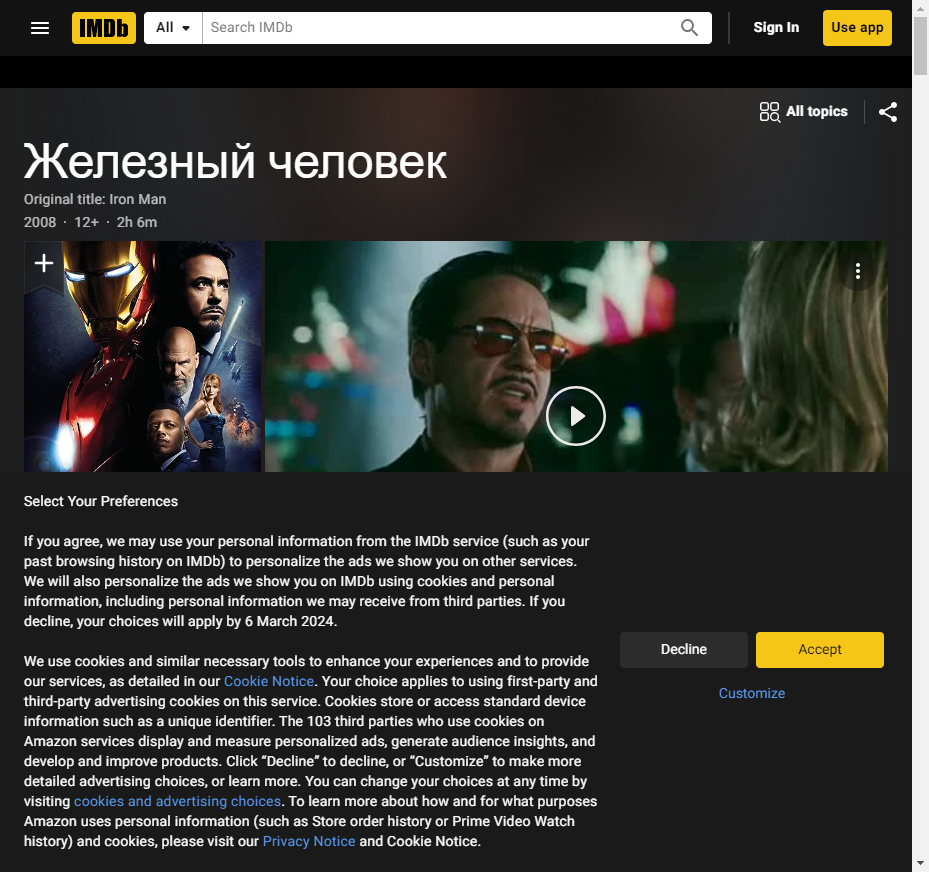 IMDb
All
Search IMDb
Sign In
Use app
All topics
Железный человек
Original title: Iron Man
2008 · 12+ · 2h 6m
Select Your Preferences
If you agree, we may use your personal information from the IMDb service (such as your
past browsing history on IMDb) to personalize the ads we show you on other services.
We will also personalize the ads we show you on IMDb using cookies and personal
information, including personal information we may receive from third parties. If you
decline, your choices will apply by 6 March 2024.
We use cookies and similar necessary tools to enhance your experiences and to provide
our services, as detailed in our Cookie Notice. Your choice applies to using first-party and
third-party advertising cookies on this service. Cookies store or access standard device
information such as a unique identifier. The 103 third parties who use cookies on
Amazon services display and measure personalized ads, generate audience insights, and
develop and improve products. Click “Decline” to decline, or “Customize” to make more
detailed advertising choices, or learn more. You can change your choices at any time by
visiting cookies and advertising choices. To learn more about how and for what purposes
Amazon uses personal information (such as Store order history or Prime Video Watch
history) and cookies, please visit our Privacy Notice and Cookie Notice.
Decline
Accept
Customize